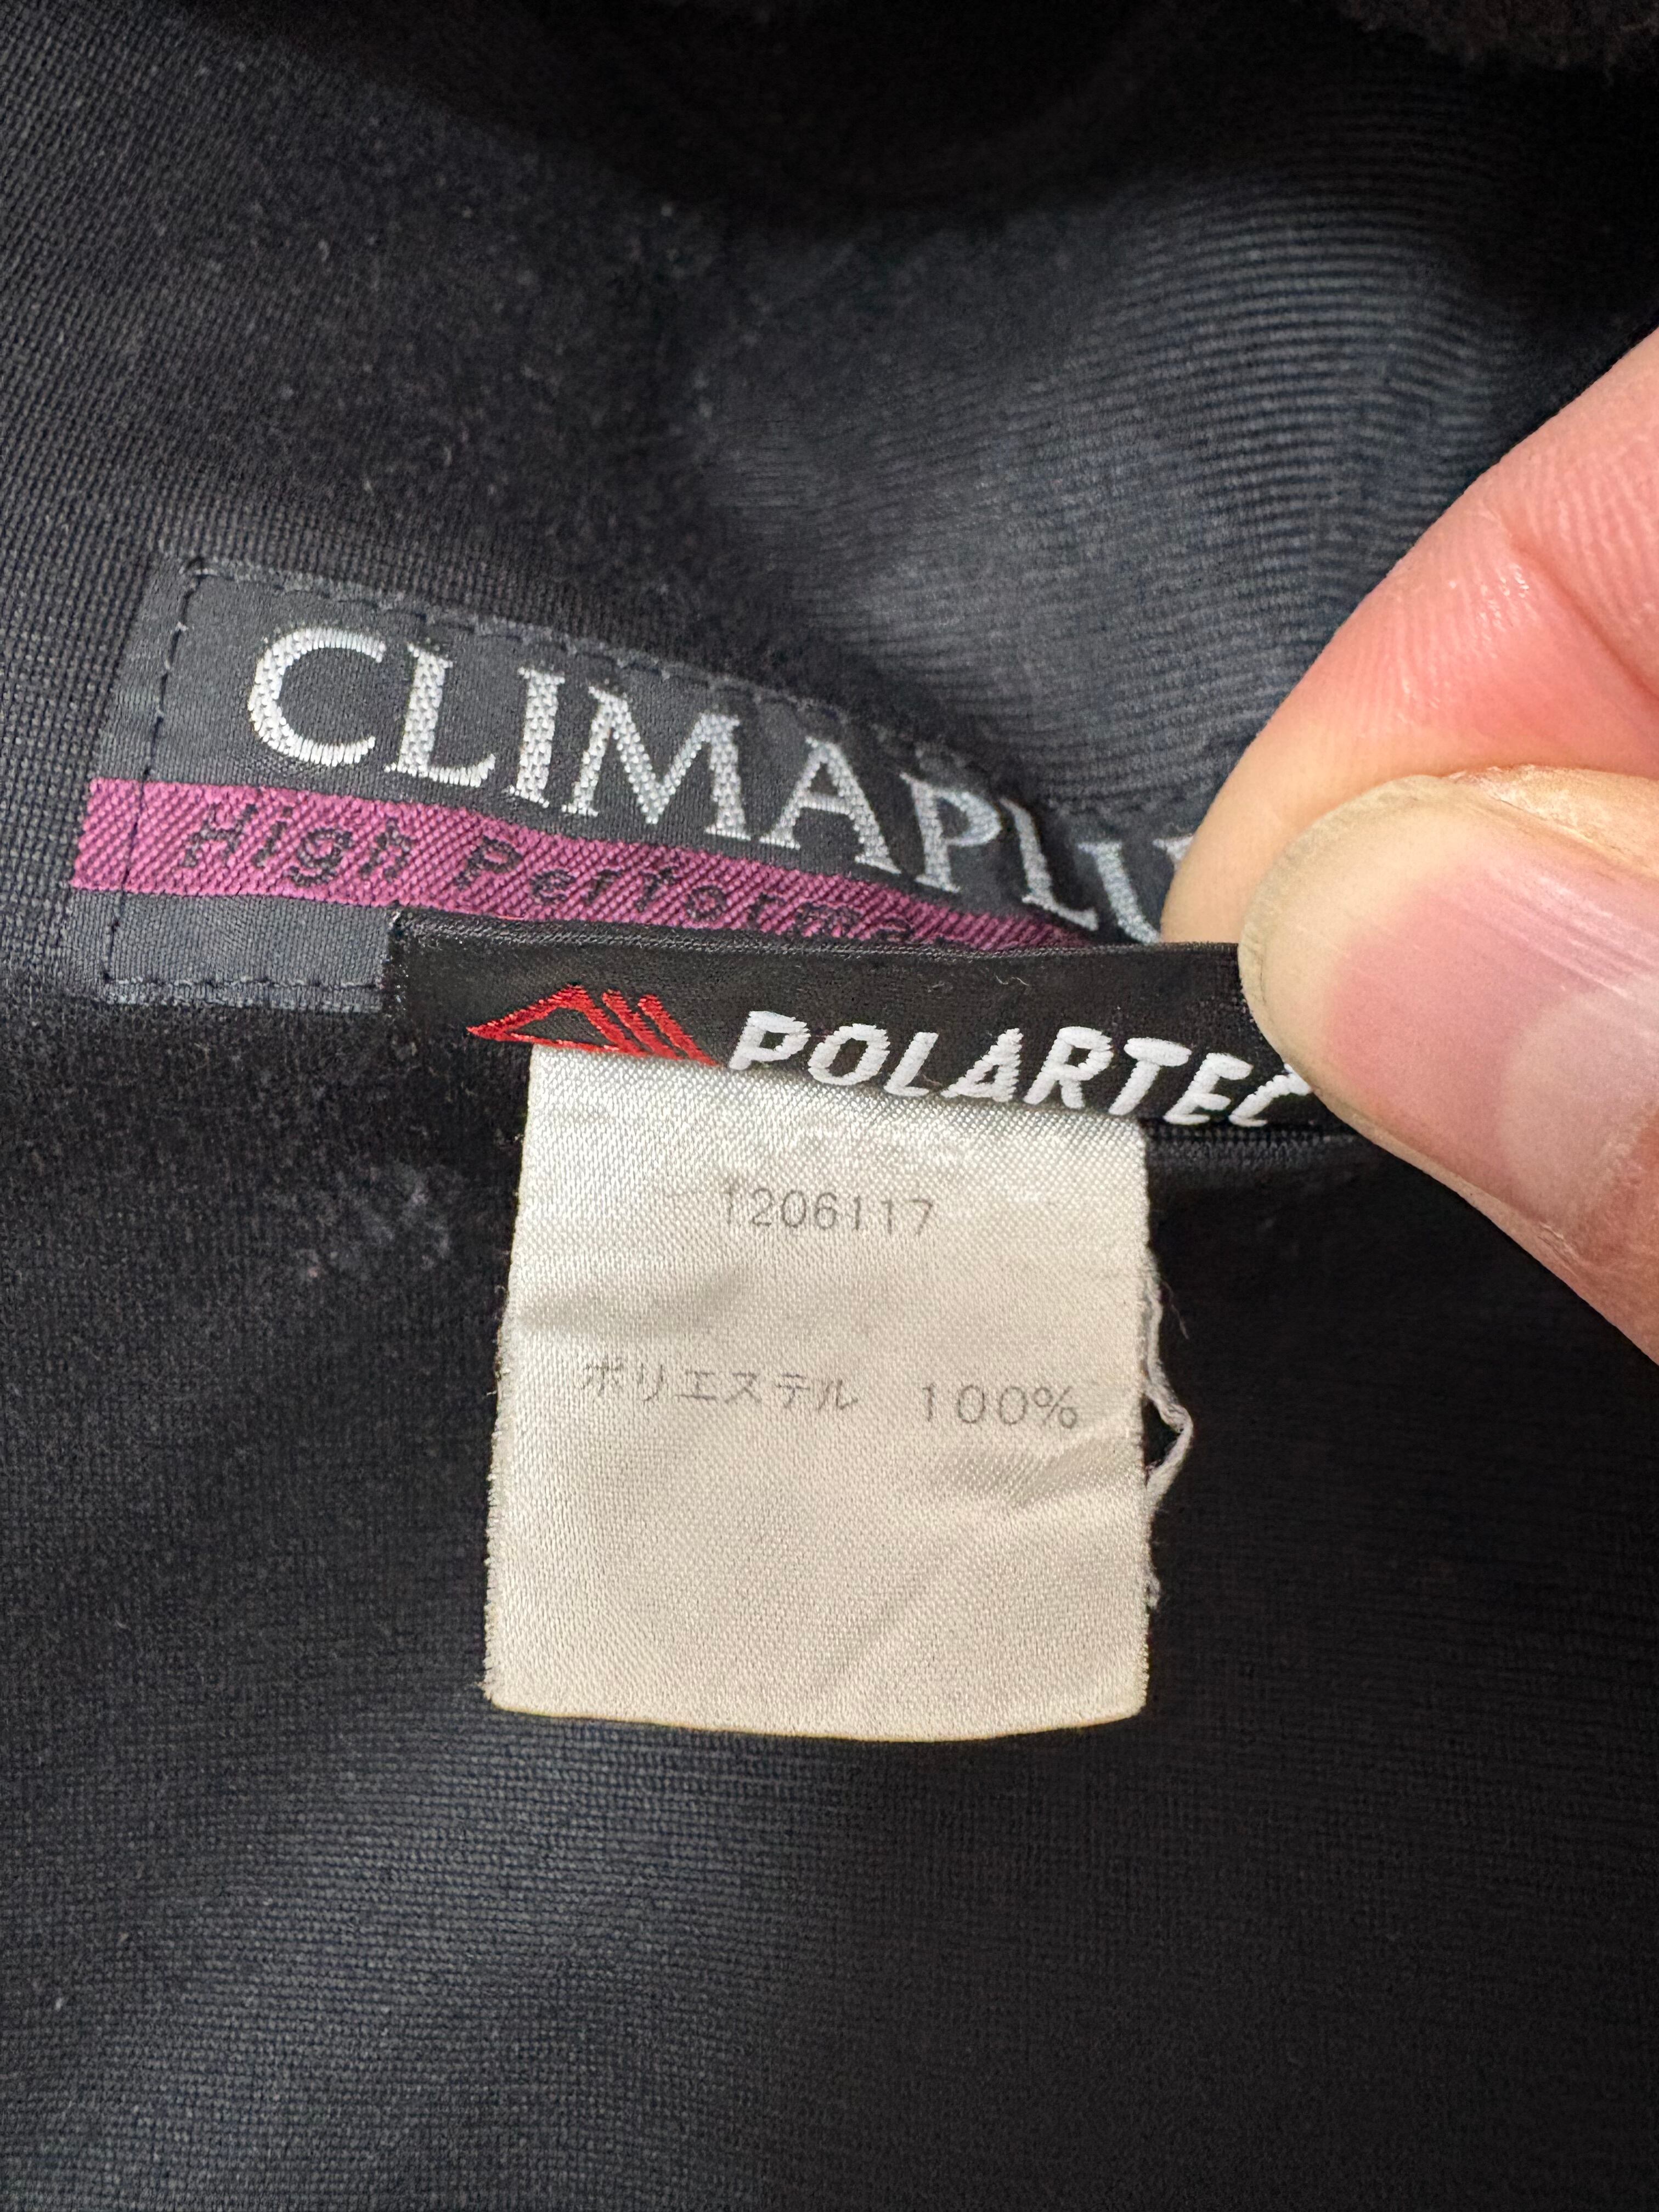 CLIMAPLU
High Performa
POLARTEC
1206117
ポリエステル 100%